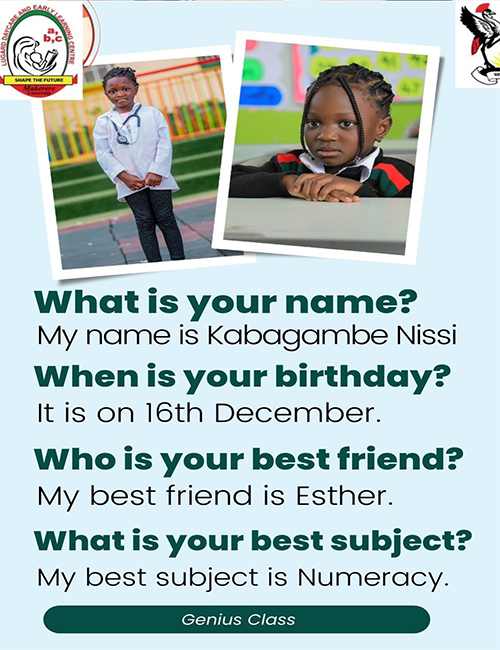 LUGARD DAYCARE AND EARLY LEARNING CENTRE
a,
b,c
SHAPE THE FUTURE
Makerere
What is your name?
My name is Kabagambe Nissi
When is your birthday?
It is on 16th December.
Who is your best friend?
My best friend is Esther.
What is your best subject?
My best subject is Numeracy.
Genius Class